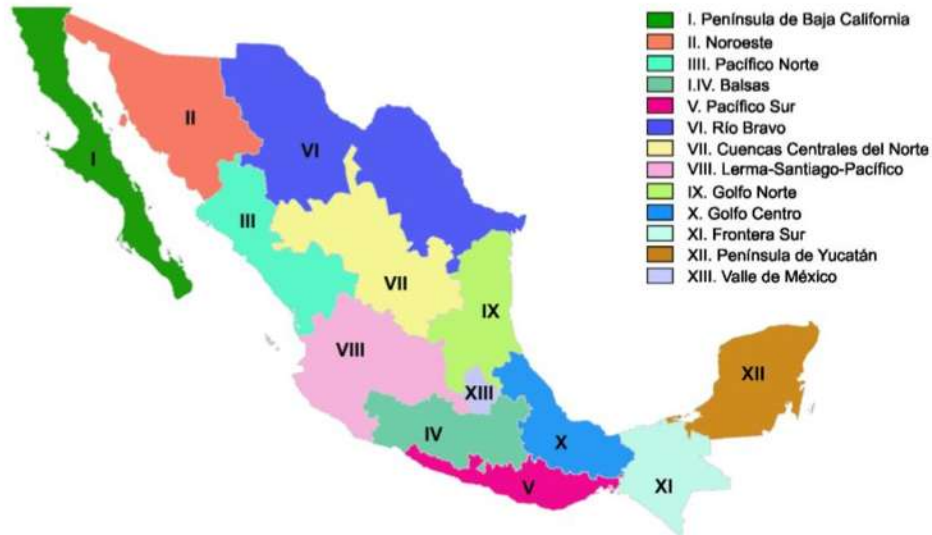 I. Península de Baja California
II. Noroeste
IIII. Pacífico Norte
I.IV. Balsas
V. Pacífico Sur
VI. Río Bravo
VII. Cuencas Centrales del Norte
VIII. Lerma-Santiago-Pacífico
IX. Golfo Norte
X. Golfo Centro
XI. Frontera Sur
XII. Península de Yucatán
XIII. Valle de México
II
VI
I
III
VII
IX
VIII
XII
XIII
IV
X
V
XI